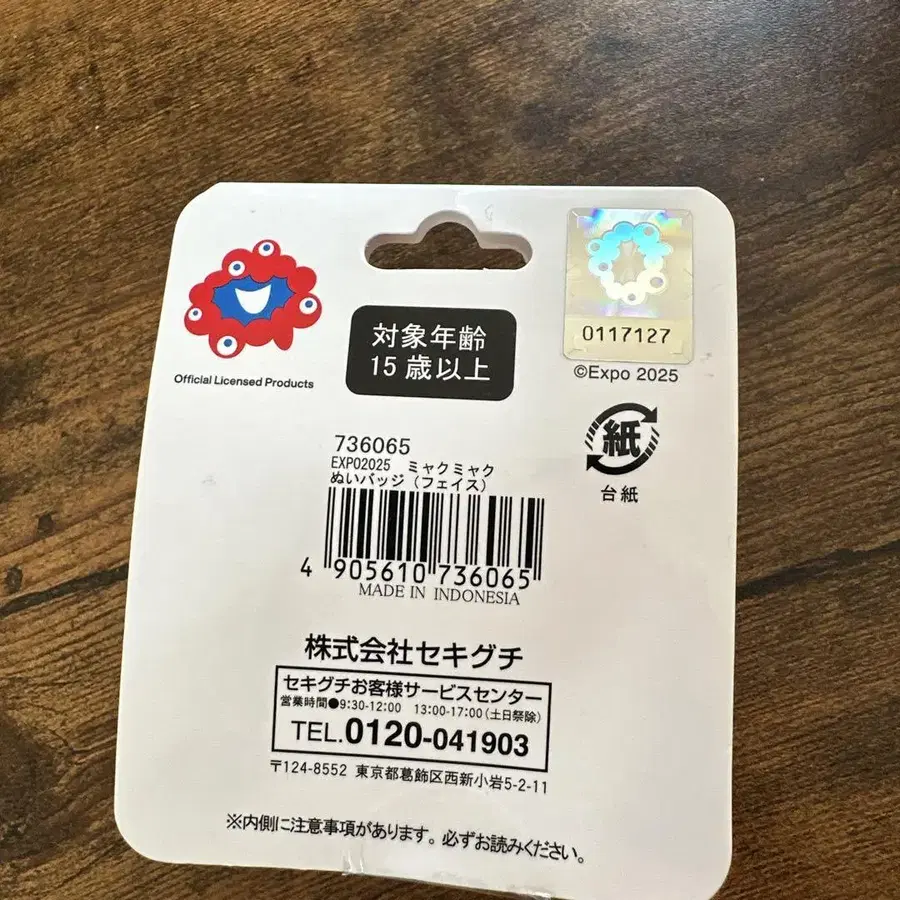 対象年齢
15歳以上
0117127
©Expo 2025
Official Licensed Products
紙
台紙
736065
EXPO2025 ミャクミャク
ぬいバッジ(フェイス)
4 905610 736065
MADE IN INDONESIA
株式会社セキグチ
セキグチお客様サービスセンター
営業時間●9:30-12:00 13:00-17:00(土日祭除)
TEL.0120-041903
〒124-8552 東京都葛飾区西新小岩5-2-11
※内側に注意事項があります。必ずお読みください。